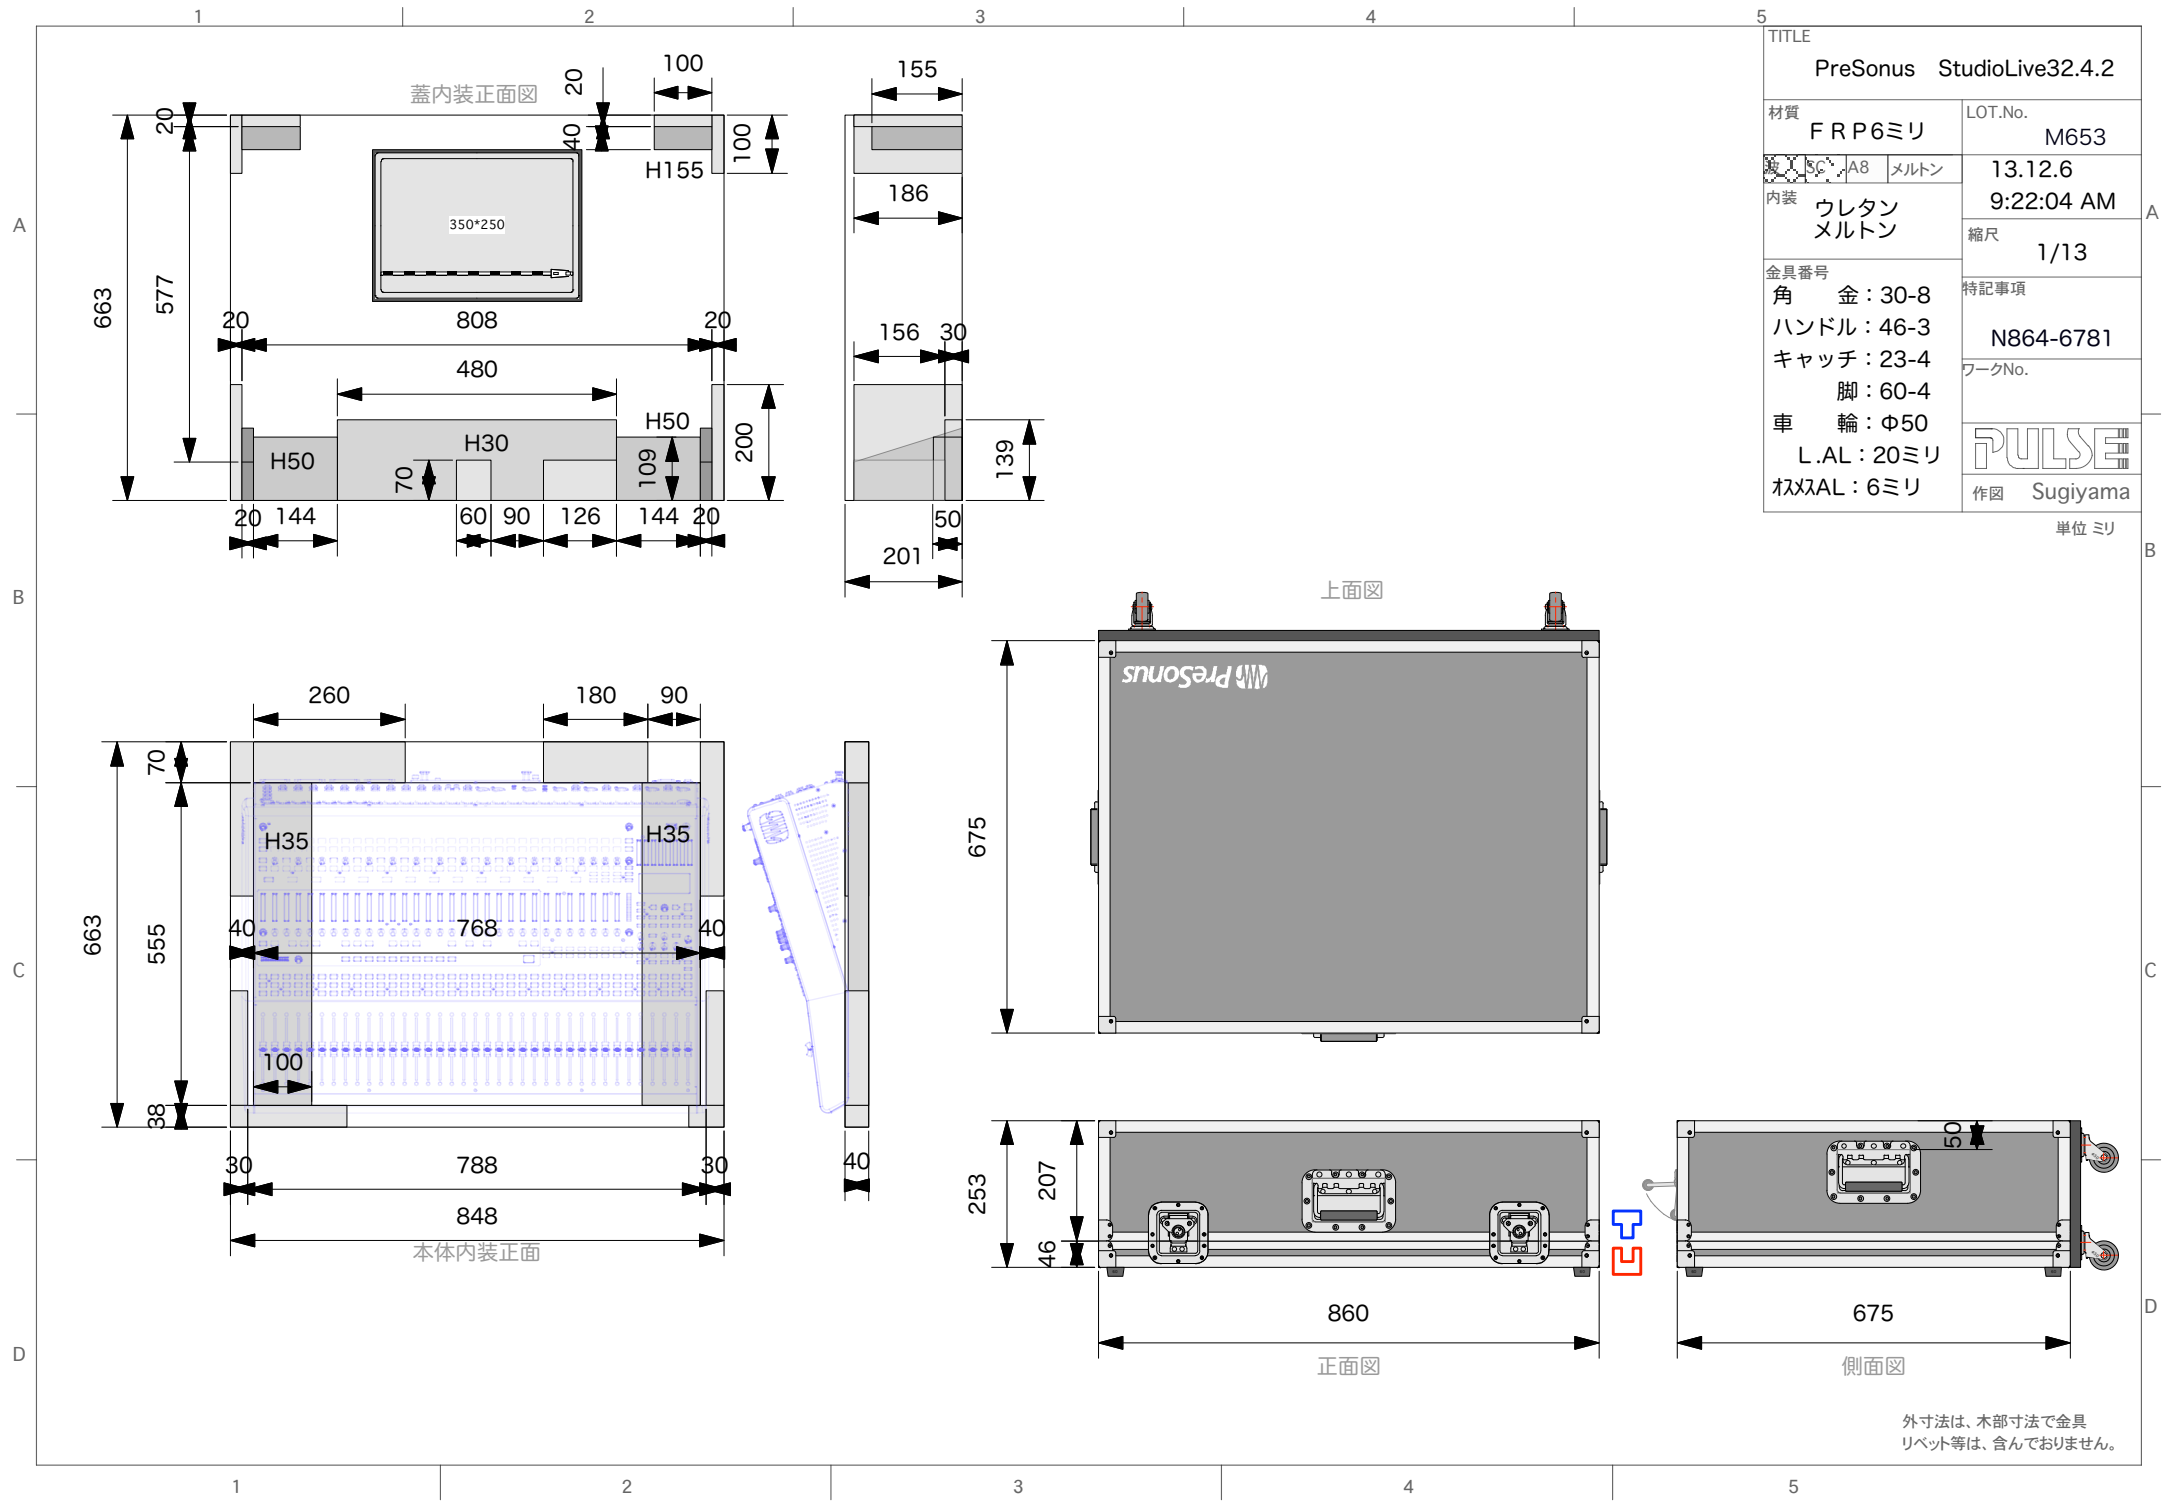 1
2
3
4
5
TITLE
PreSonus StudioLive32.4.2
材質
ＦＲＰ6ミリ
LOT.No.
M653
SC
A8
メルトン
13.12.6
9:22:04 AM
内装
ウレタン
メルトン
縮尺
1/13
金具番号
角　　金：30-8
ハンドル：46-3
キャッチ：23-4
脚：60-4
車　　輪：Φ50
L.AL：20ミリ
ｵｽﾒｽAL：6ミリ
特記事項
N864-6781
ワークNo.
PULSE
作図 Sugiyama
単位 ミリ
A
A
B
B
C
C
D
D
蓋内装正面図
20
20
100
40
100
H155
350*250
663
577
20
808
20
480
H50
H30
H50
70
109
200
20
144
60
90
126
144
20
155
186
156
30
139
50
201
260
180
90
70
H35
H35
663
555
40
768
40
100
38
30
788
30
848
本体内装正面
40
上面図
PreSonus
675
253
207
46
860
正面図
50
675
側面図
外寸法は、木部寸法で金具
リベット等は、含んでおりません。
1
2
3
4
5